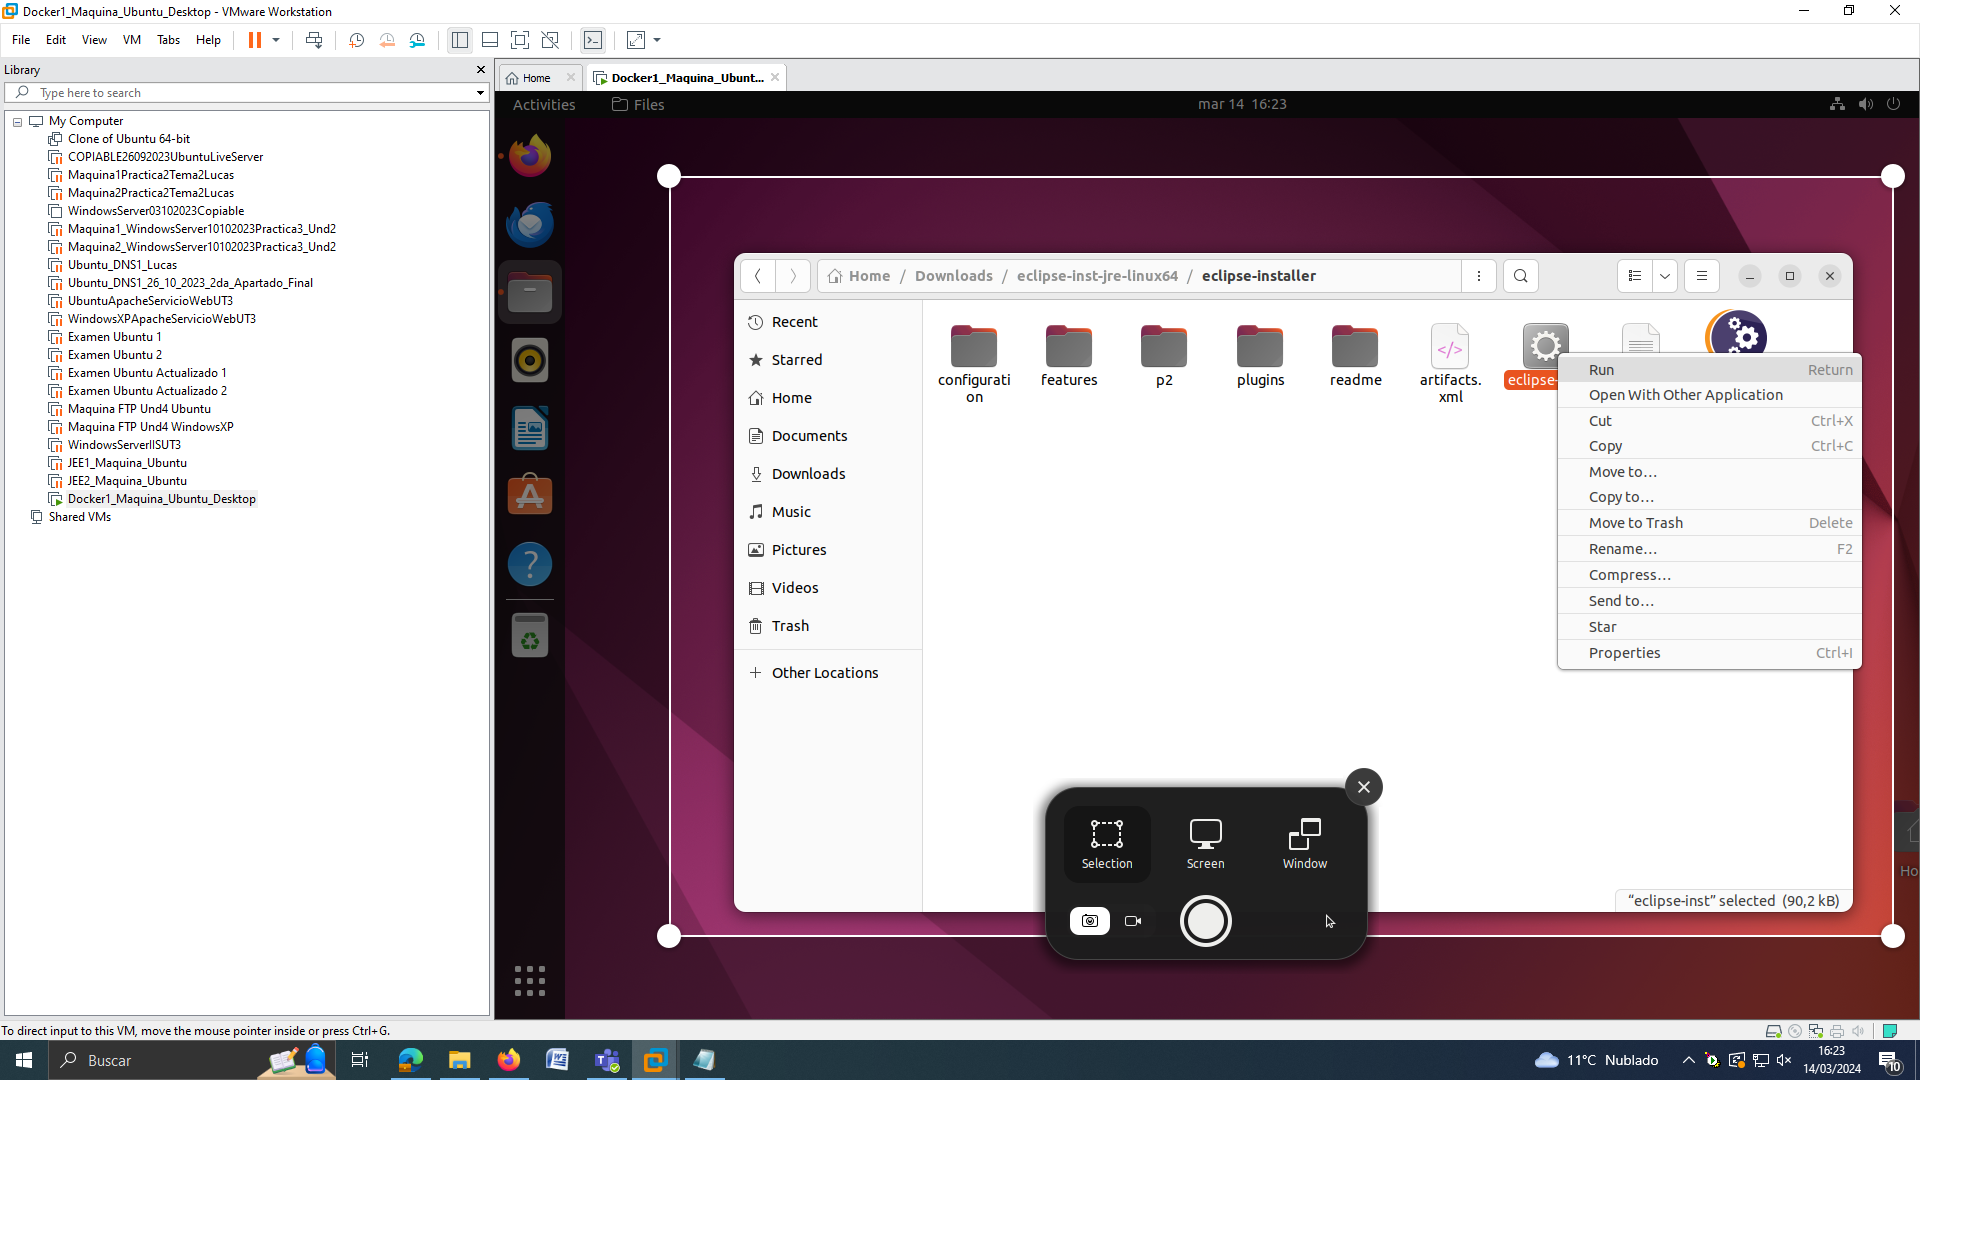 Docker1_Maquina_Ubuntu_Desktop - VMware Workstation
File Edit View VM Tabs Help
Library
Type here to search
My Computer
Clone of Ubuntu 64-bit
COPIABLE26092023UbuntuLiveServer
Maquina1Practica2Tema2Lucas
Maquina2Practica2Tema2Lucas
WindowsServer03102023Copiable
Maquina1_WindowsServer10102023Practica3_Und2
Maquina2_WindowsServer10102023Practica3_Und2
Ubuntu_DNS1_Lucas
Ubuntu_DNS1_26_10_2023_2da_Apartado_Final
UbuntuApacheServicioWebUT3
WindowsXPApacheServicioWebUT3
Examen Ubuntu 1
Examen Ubuntu 2
Examen Ubuntu Actualizado 1
Examen Ubuntu Actualizado 2
Maquina FTP Und4 Ubuntu
Maquina FTP Und4 WindowsXP
WindowsServerIISUT3
JEE1_Maquina_Ubuntu
JEE2_Maquina_Ubuntu
Docker1_Maquina_Ubuntu_Desktop
Shared VMs
Home
Docker1_Maquina_Ubunt...
Activities
Files
mar 14 16:23
Home / Downloads / eclipse-inst-jre-linux64 / eclipse-installer
Recent
Starred
Home
Documents
Downloads
Music
Pictures
Videos
Trash
Other Locations
configurati
on
features
p2
plugins
readme
artifacts.
xml
eclipse-
Run Return
Open With Other Application
Cut Ctrl+X
Copy Ctrl+C
Move to…
Copy to…
Move to Trash Delete
Rename… F2
Compress…
Send to…
Star
Properties Ctrl+I
Selection
Screen
Window
Ho
“eclipse-inst” selected (90,2 kB)
To direct input to this VM, move the mouse pointer inside or press Ctrl+G.
Buscar
11°C Nublado
16:23
14/03/2024
10